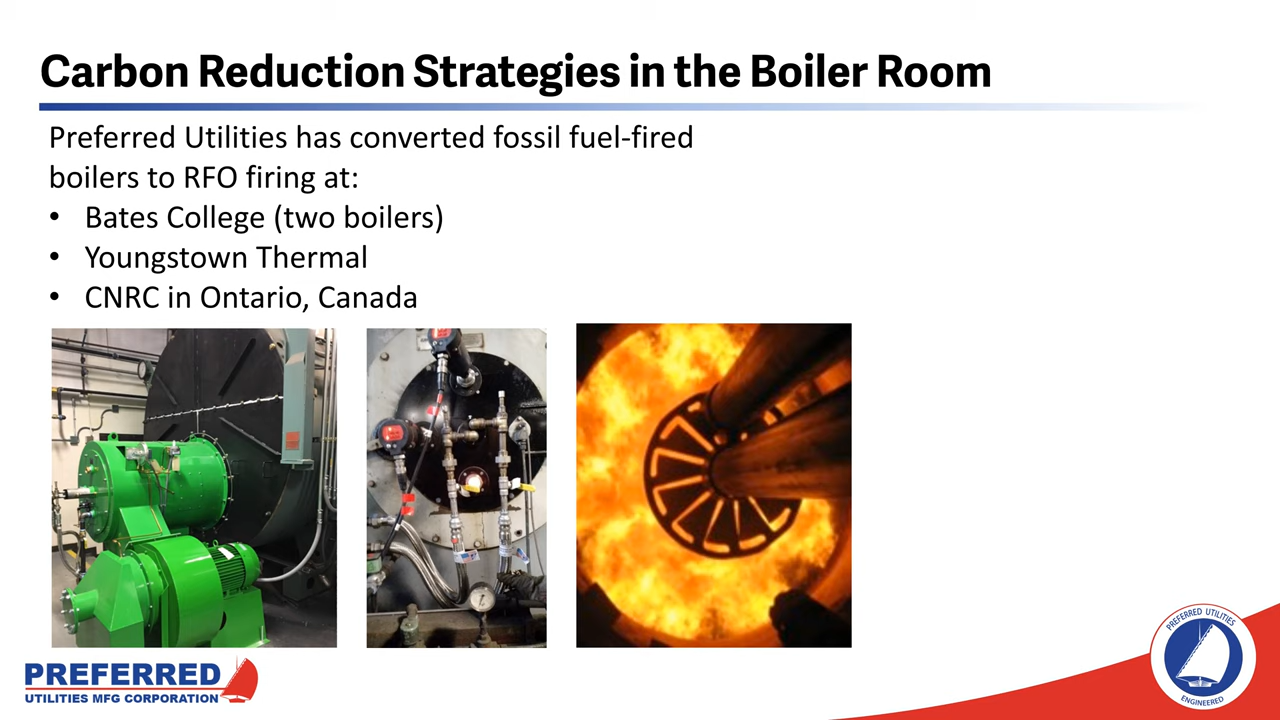 Carbon Reduction Strategies in the Boiler Room
Preferred Utilities has converted fossil fuel-fired
boilers to RFO firing at:
• Bates College (two boilers)
• Youngstown Thermal
• CNRC in Ontario, Canada
PREFERRED
UTILITIES MFG CORPORATION
PREFERRED UTILITIES
ENGINEERED